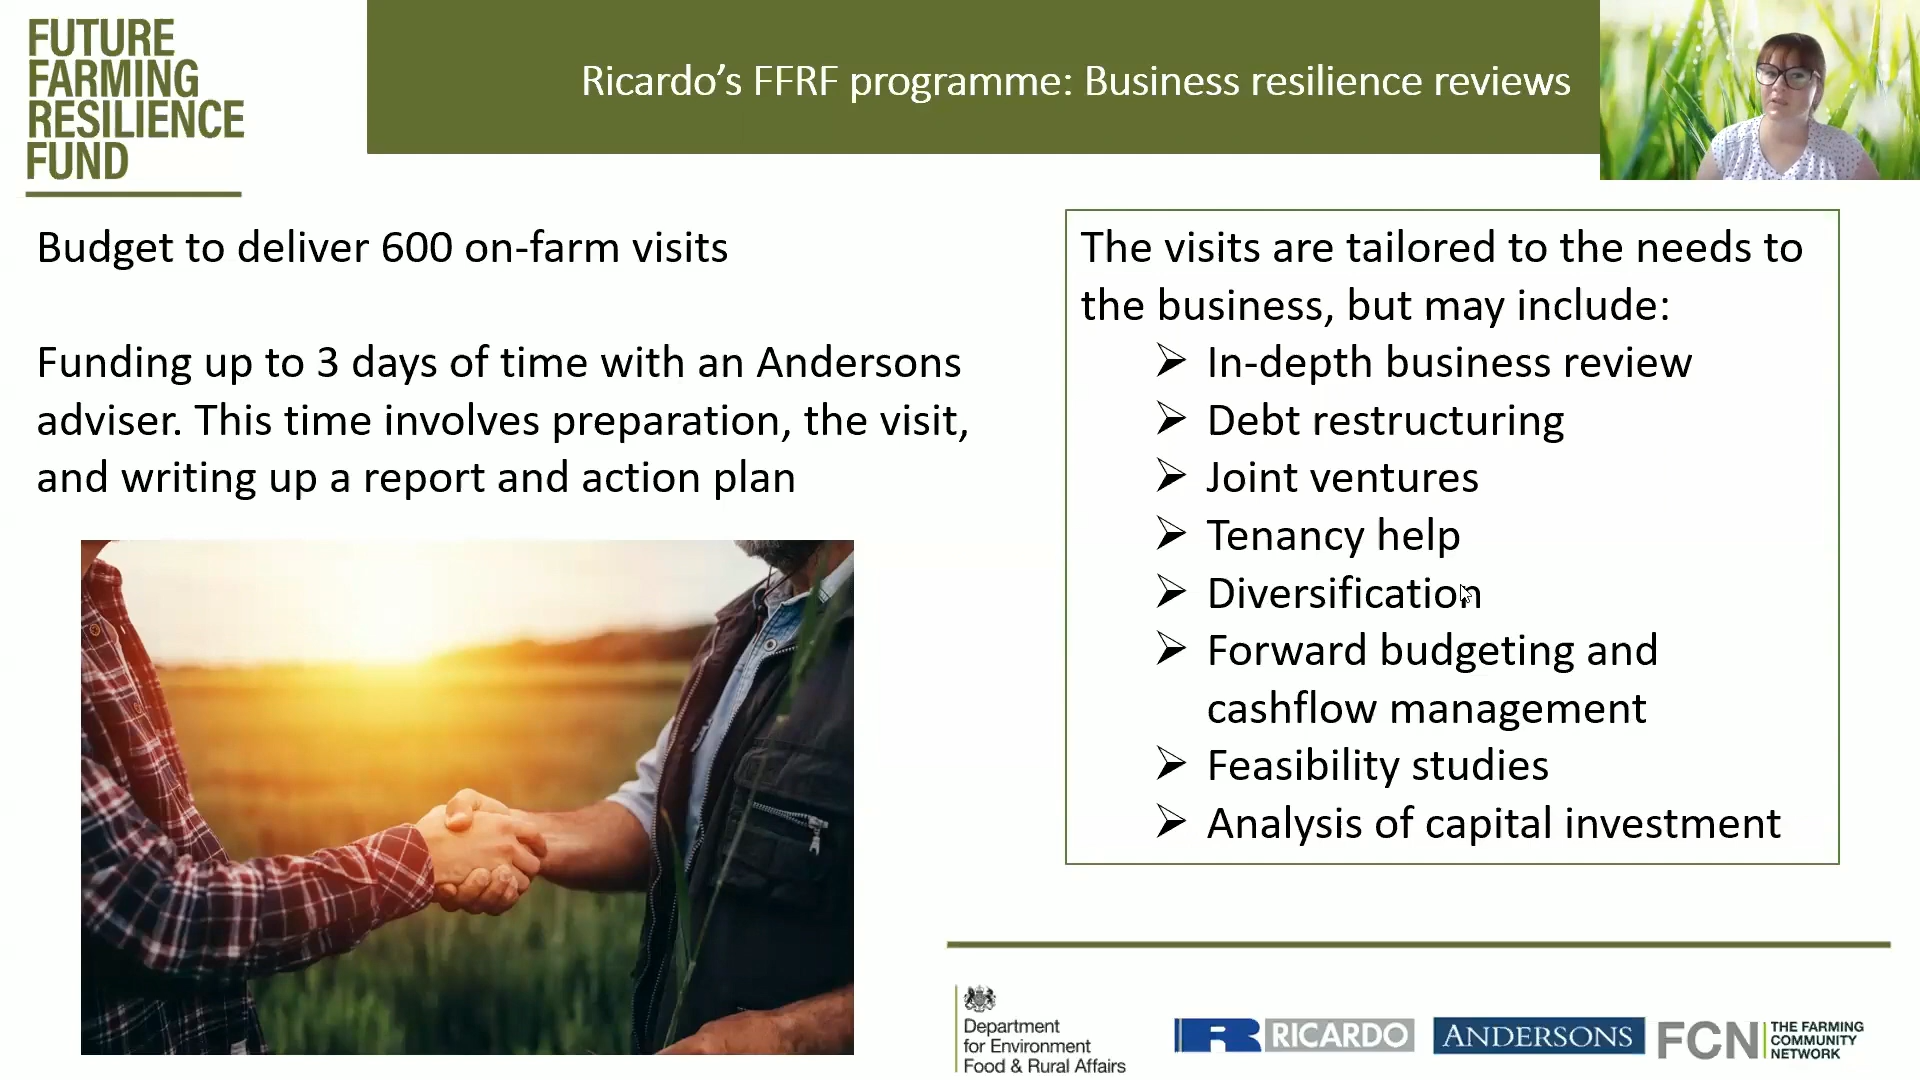 FUTURE
FARMING
RESILIENCE
FUND
Ricardo’s FFRF programme: Business resilience reviews
Budget to deliver 600 on-farm visits
Funding up to 3 days of time with an Andersons
adviser. This time involves preparation, the visit,
and writing up a report and action plan
The visits are tailored to the needs to
the business, but may include:
➢ In-depth business review
➢ Debt restructuring
➢ Joint ventures
➢ Tenancy help
➢ Diversification
➢ Forward budgeting and
cashflow management
➢ Feasibility studies
➢ Analysis of capital investment
Department
for Environment
Food & Rural Affairs
R RICARDO
ANDERSONS
FCN
THE FARMING
COMMUNITY
NETWORK